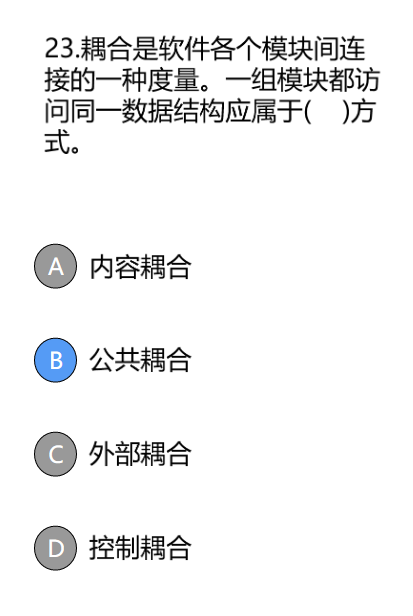 23.耦合是软件各个模块间连
接的一种度量。一组模块都访
问同一数据结构应属于(    )方
式。
A 内容耦合
B 公共耦合
C 外部耦合
D 控制耦合